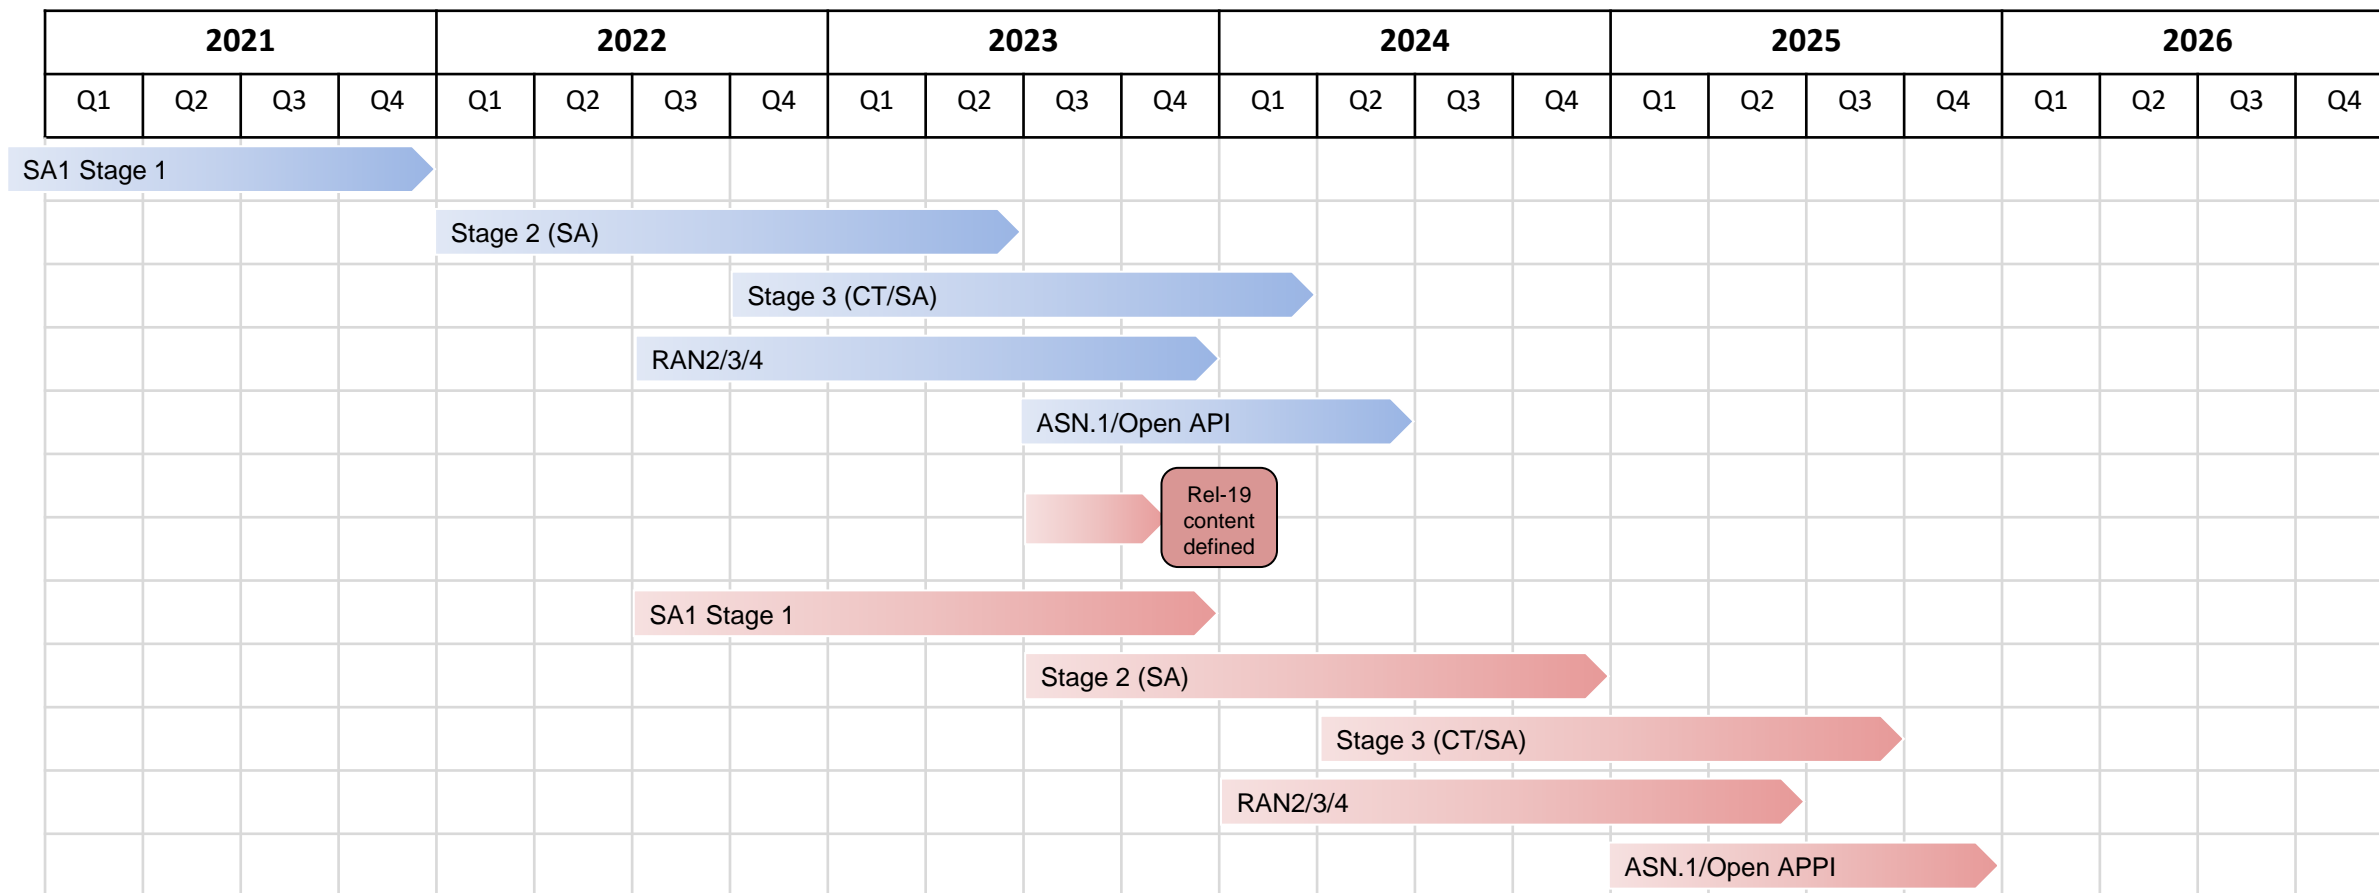 2021 2022 2023 2024 2025 2026
Q1 Q2 Q3 Q4 Q1 Q2 Q3 Q4 Q1 Q2 Q3 Q4 Q1 Q2 Q3 Q4 Q1 Q2 Q3 Q4 Q1 Q2 Q3 Q4
SA1 Stage 1
Stage 2 (SA)
Stage 3 (CT/SA)
RAN2/3/4
ASN.1/Open API
Rel-19
content
defined
SA1 Stage 1
Stage 2 (SA)
Stage 3 (CT/SA)
RAN2/3/4
ASN.1/Open APPI